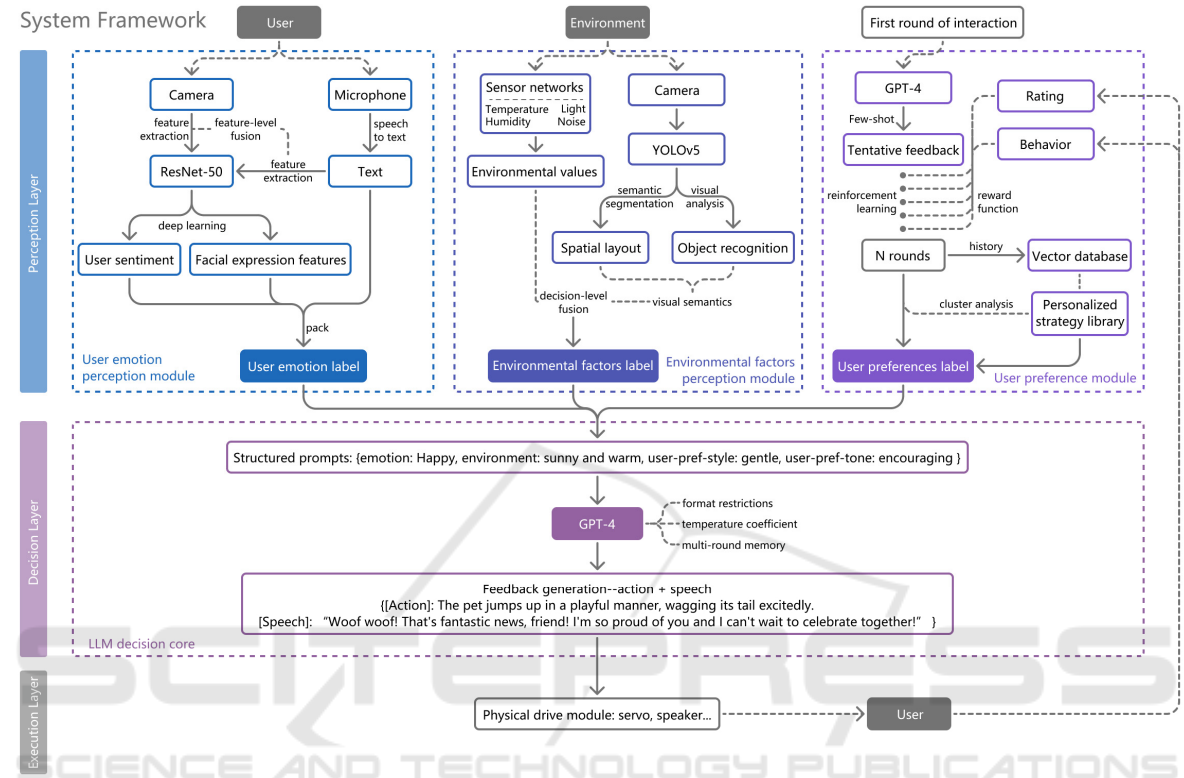 System Framework
User
Environment
First round of interaction
Perception Layer
Camera
Microphone
feature
extraction
feature-level
fusion
speech
to text
ResNet-50
feature
extraction
Text
deep learning
User sentiment
Facial expression features
pack
User emotion
perception module
User emotion label
Sensor networks
Temperature Light
Humidity Noise
Camera
YOLOv5
Environmental values
semantic
segmentation
visual
analysis
Spatial layout
Object recognition
decision-level
fusion
visual semantics
Environmental factors label
Environmental factors
perception module
GPT-4
Rating
Few-shot
Tentative feedback
Behavior
reinforcement
learning
reward
function
N rounds
history
Vector database
cluster analysis
Personalized
strategy library
User preferences label
User preference module
Decision Layer
Structured prompts: {emotion: Happy, environment: sunny and warm, user-pref-style: gentle, user-pref-tone: encouraging }
GPT-4
format restrictions
temperature coefficient
multi-round memory
Feedback generation--action + speech
{[Action]: The pet jumps up in a playful manner, wagging its tail excitedly.
[Speech]: “Woof woof! That's fantastic news, friend! I'm so proud of you and I can't wait to celebrate together!” }
LLM decision core
Execution Layer
Physical drive module: servo, speaker...
User
SCITEPRESS
SCIENCE AND TECHNOLOGY PUBLICATIONS